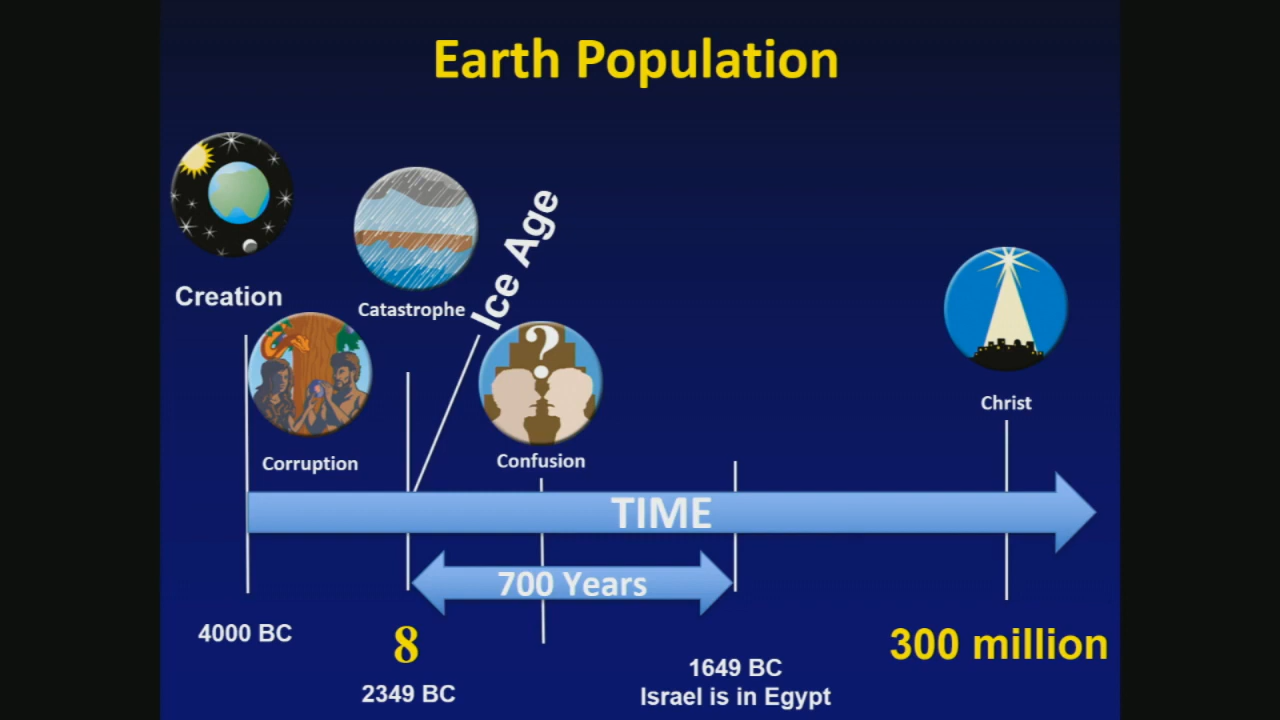 Earth Population
Creation
Catastrophe
Ice Age
?
Corruption
Confusion
Christ
TIME
700 Years
4000 BC
8
2349 BC
1649 BC
Israel is in Egypt
300 million